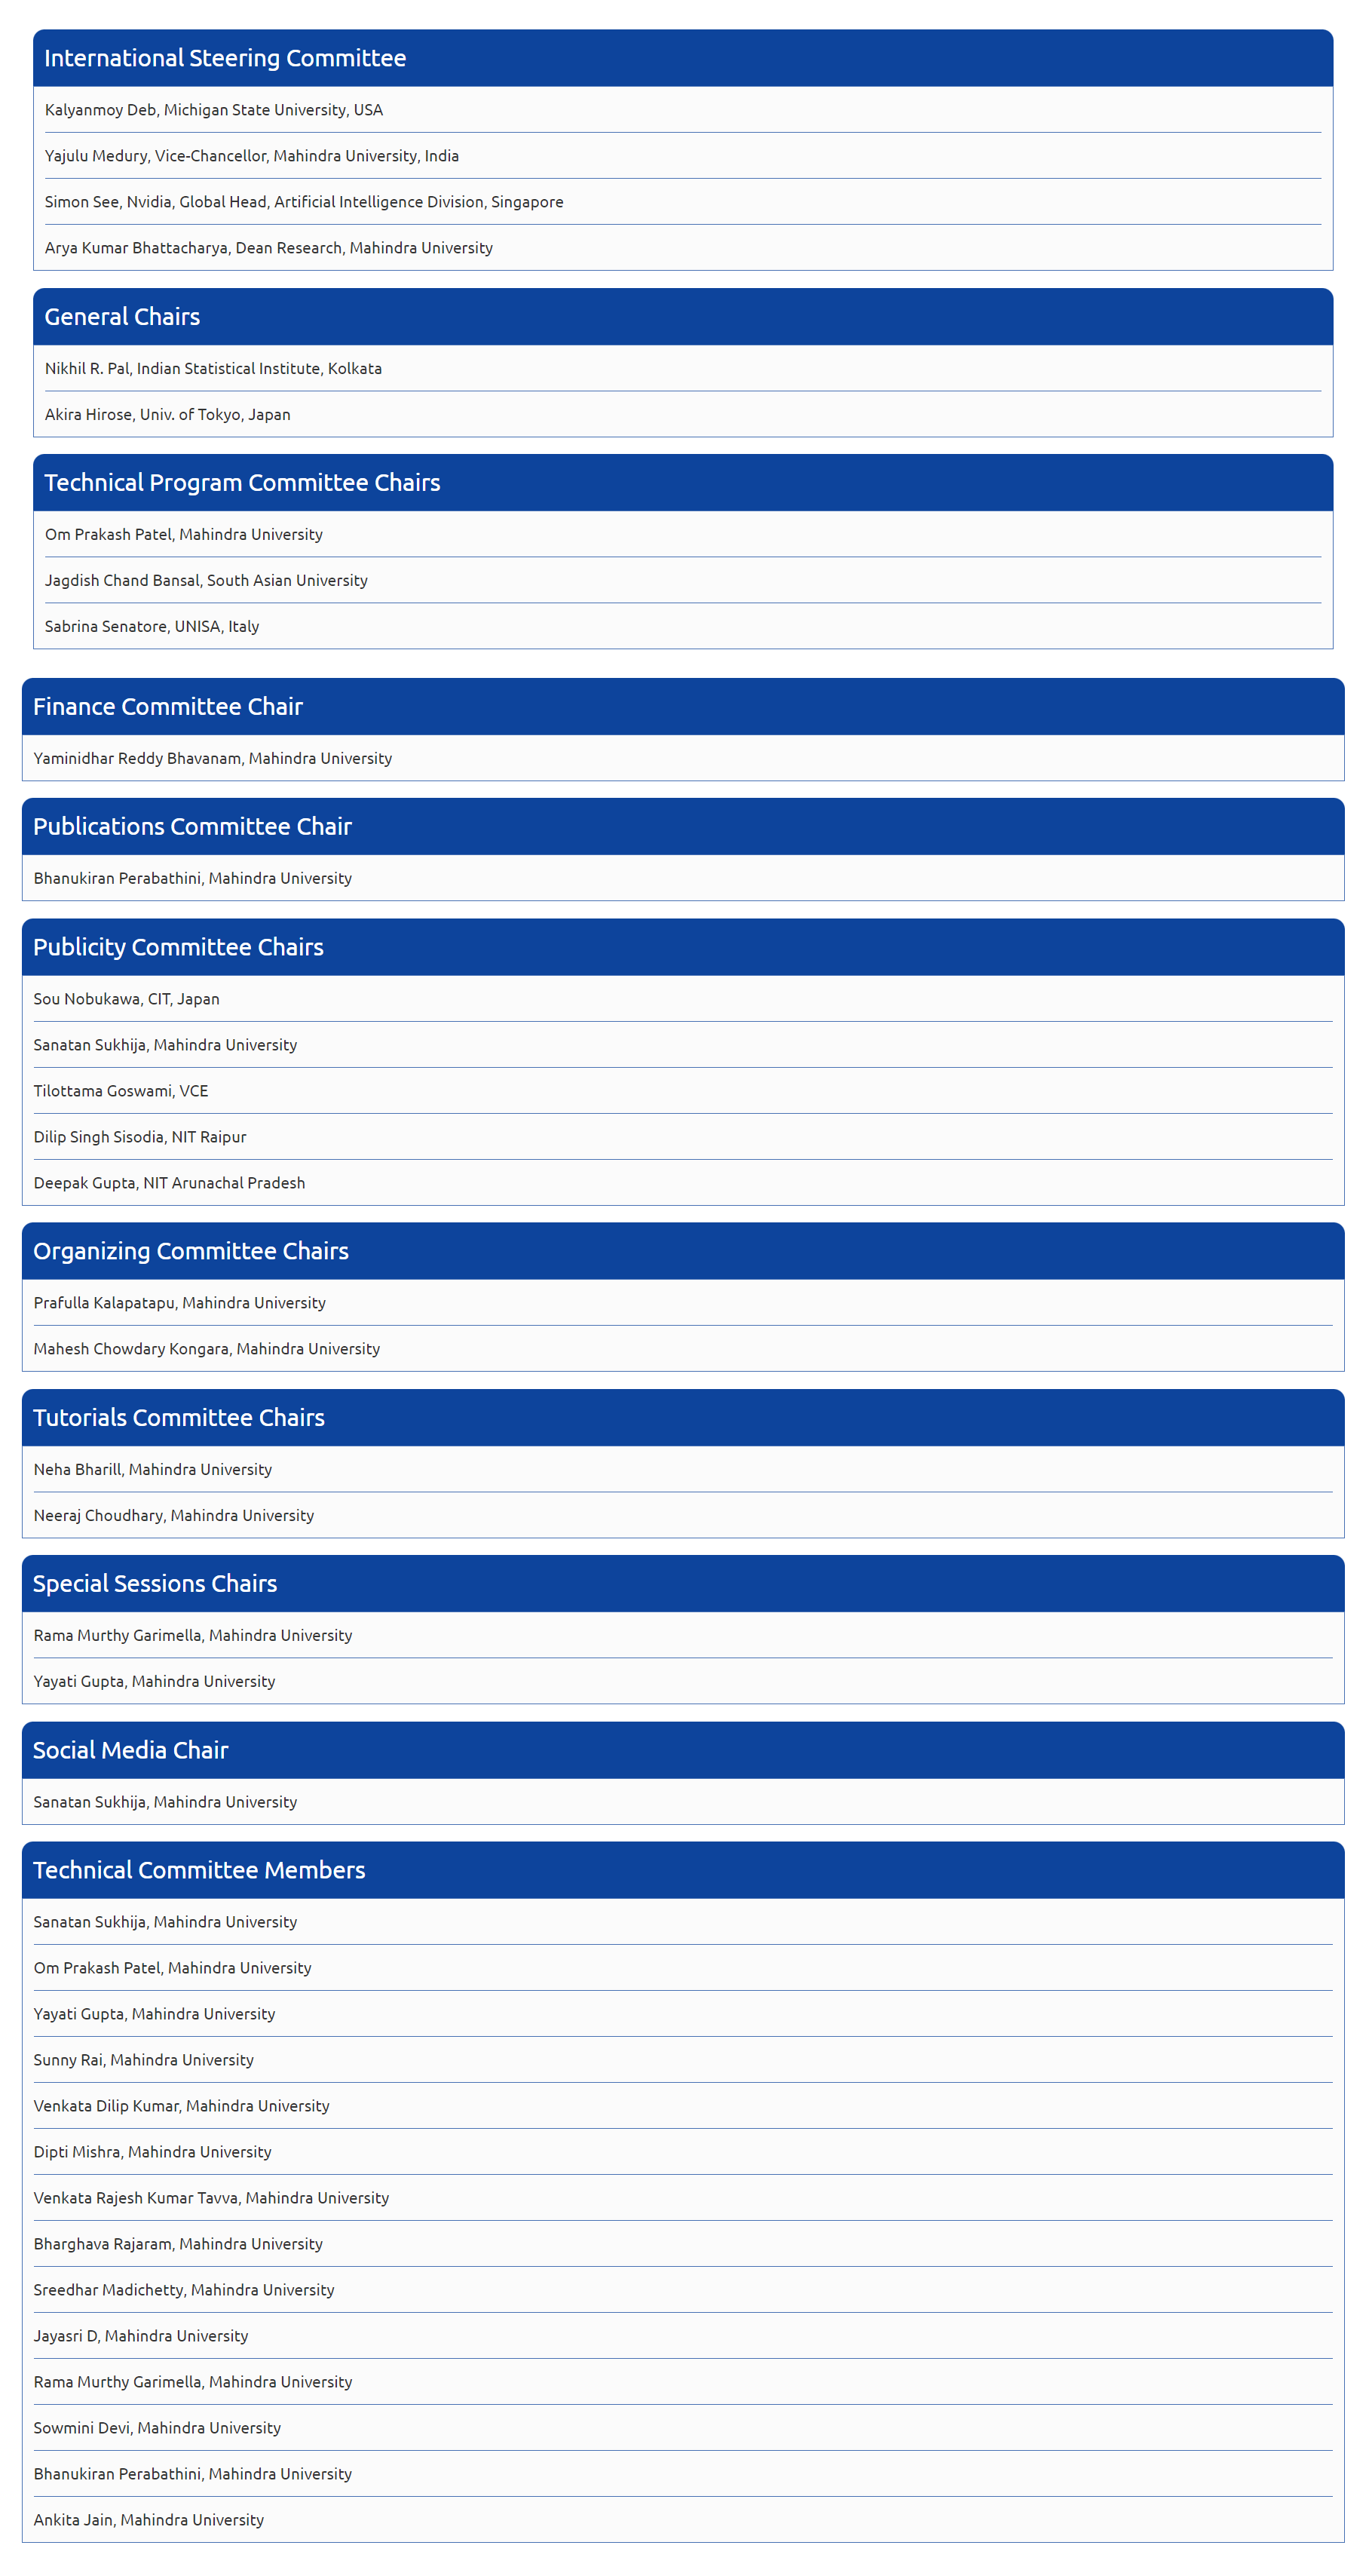 International Steering Committee
Kalyanmoy Deb, Michigan State University, USA
Yajulu Medury, Vice-Chancellor, Mahindra University, India
Simon See, Nvidia, Global Head, Artificial Intelligence Division, Singapore
Arya Kumar Bhattacharya, Dean Research, Mahindra University
General Chairs
Nikhil R. Pal, Indian Statistical Institute, Kolkata
Akira Hirose, Univ. of Tokyo, Japan
Technical Program Committee Chairs
Om Prakash Patel, Mahindra University
Jagdish Chand Bansal, South Asian University
Sabrina Senatore, UNISA, Italy
Finance Committee Chair
Yaminidhar Reddy Bhavanam, Mahindra University
Publications Committee Chair
Bhanukiran Perabathini, Mahindra University
Publicity Committee Chairs
Sou Nobukawa, CIT, Japan
Sanatan Sukhija, Mahindra University
Tilottama Goswami, VCE
Dilip Singh Sisodia, NIT Raipur
Deepak Gupta, NIT Arunachal Pradesh
Organizing Committee Chairs
Prafulla Kalapatapu, Mahindra University
Mahesh Chowdary Kongara, Mahindra University
Tutorials Committee Chairs
Neha Bharill, Mahindra University
Neeraj Choudhary, Mahindra University
Special Sessions Chairs
Rama Murthy Garimella, Mahindra University
Yayati Gupta, Mahindra University
Social Media Chair
Sanatan Sukhija, Mahindra University
Technical Committee Members
Sanatan Sukhija, Mahindra University
Om Prakash Patel, Mahindra University
Yayati Gupta, Mahindra University
Sunny Rai, Mahindra University
Venkata Dilip Kumar, Mahindra University
Dipti Mishra, Mahindra University
Venkata Rajesh Kumar Tavva, Mahindra University
Bharghava Rajaram, Mahindra University
Sreedhar Madichetty, Mahindra University
Jayasri D, Mahindra University
Rama Murthy Garimella, Mahindra University
Sowmini Devi, Mahindra University
Bhanukiran Perabathini, Mahindra University
Ankita Jain, Mahindra University